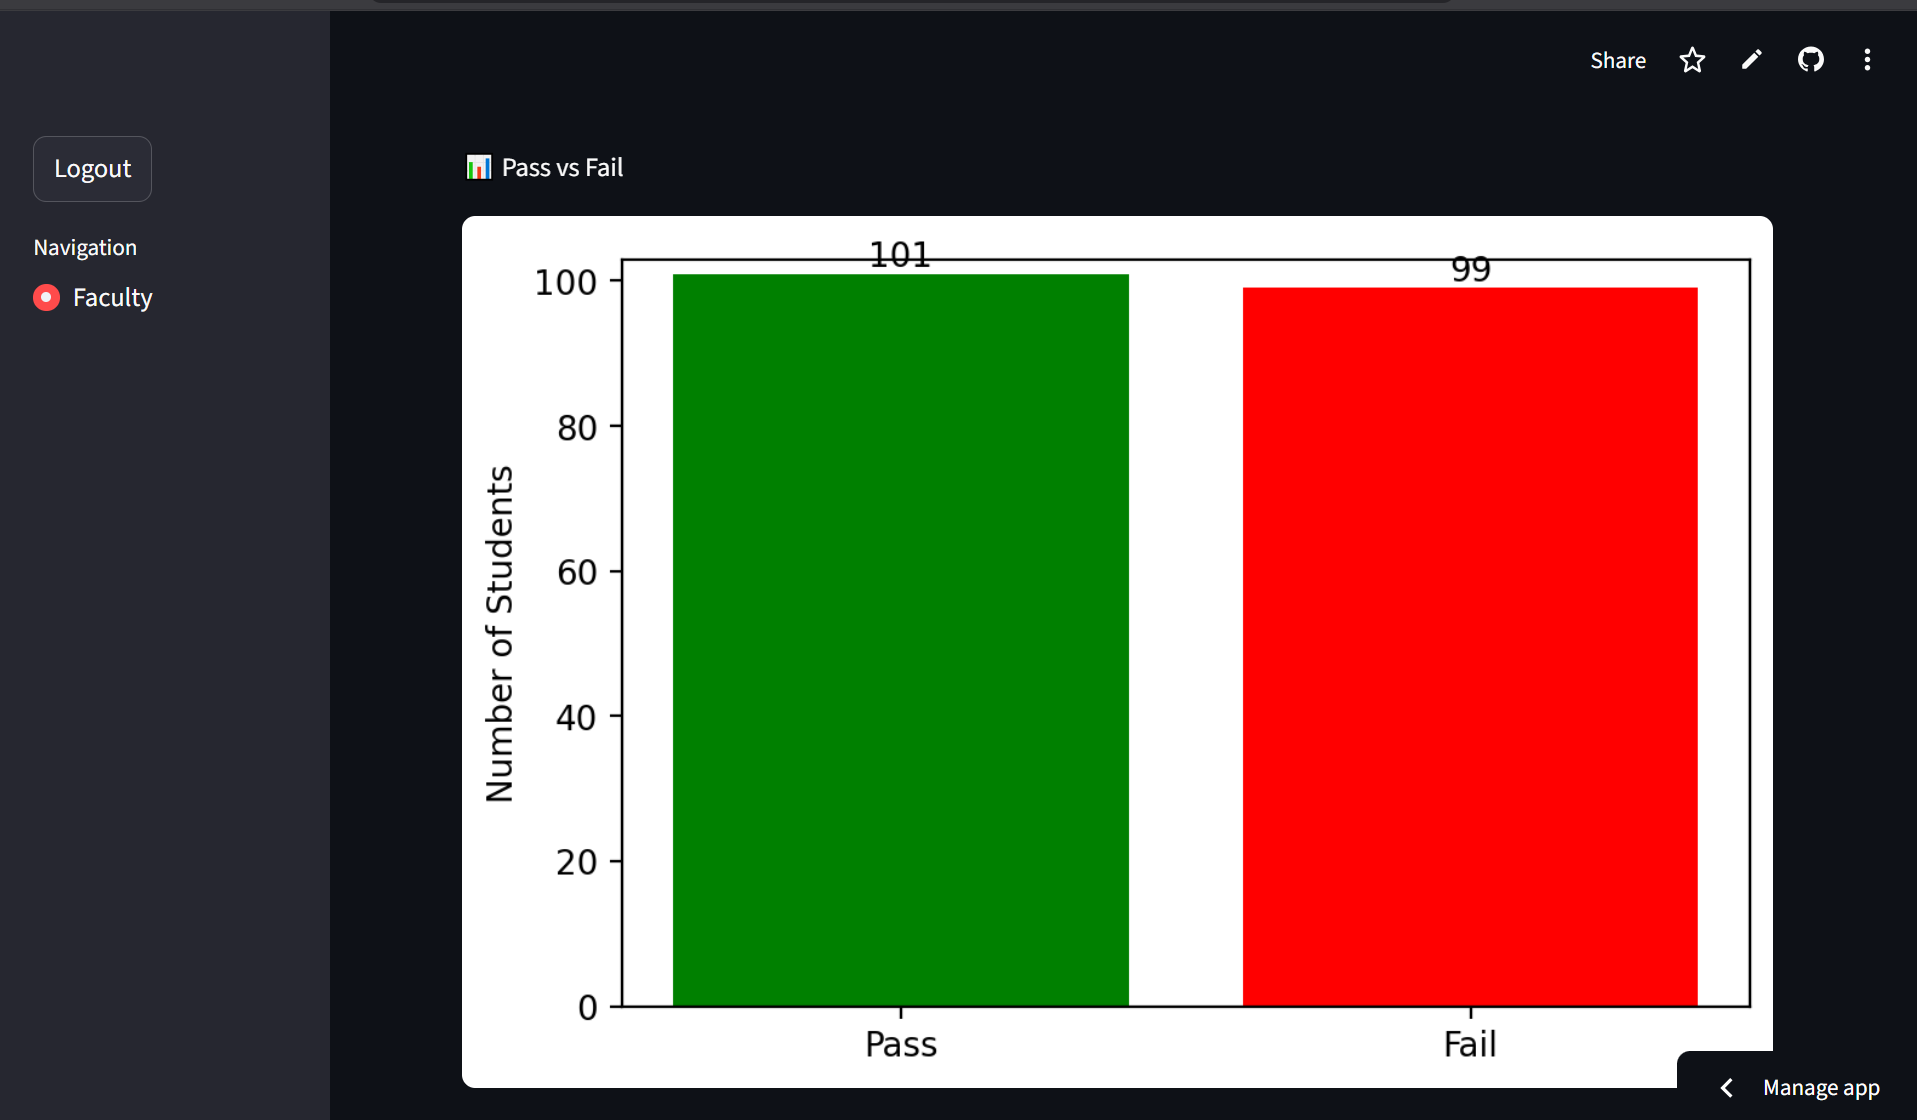 Share
Logout
Navigation
Faculty
Pass vs Fail
101
99
100
80
60
40
20
0
Number of Students
Pass
Fail
Manage app